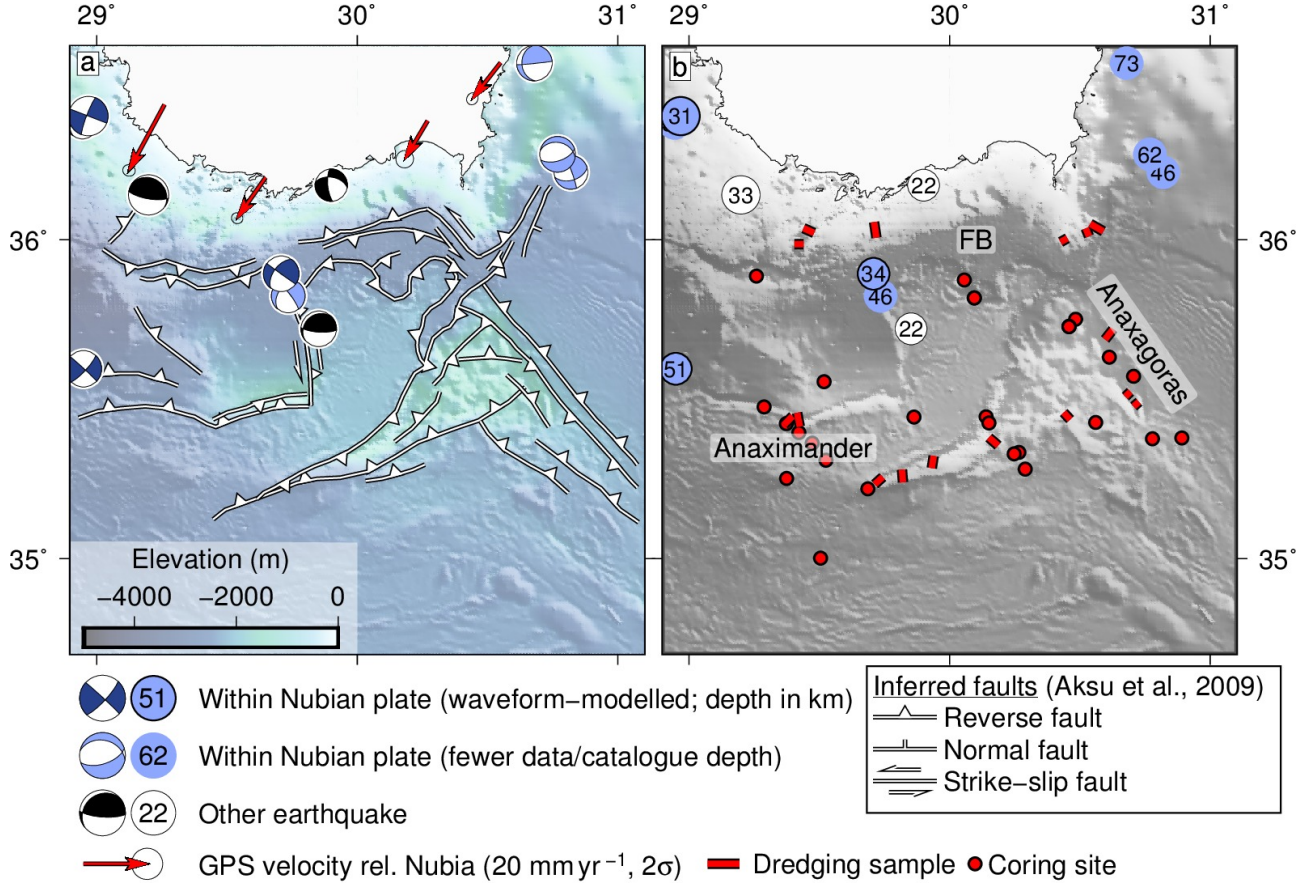 29° 30° 31° 29° 30° 31°
a
b
73
31
62
46
33
22
36°
36°
FB
34
46
22
Anaxagoras
51
Anaximander
35°
35°
Elevation (m)
−4000 −2000 0
51 Within Nubian plate (waveform−modelled; depth in km)
62 Within Nubian plate (fewer data/catalogue depth)
22 Other earthquake
GPS velocity rel. Nubia (20 mm yr⁻¹, 2σ)
Dredging sample
Coring site
Inferred faults (Aksu et al., 2009)
Reverse fault
Normal fault
Strike−slip fault